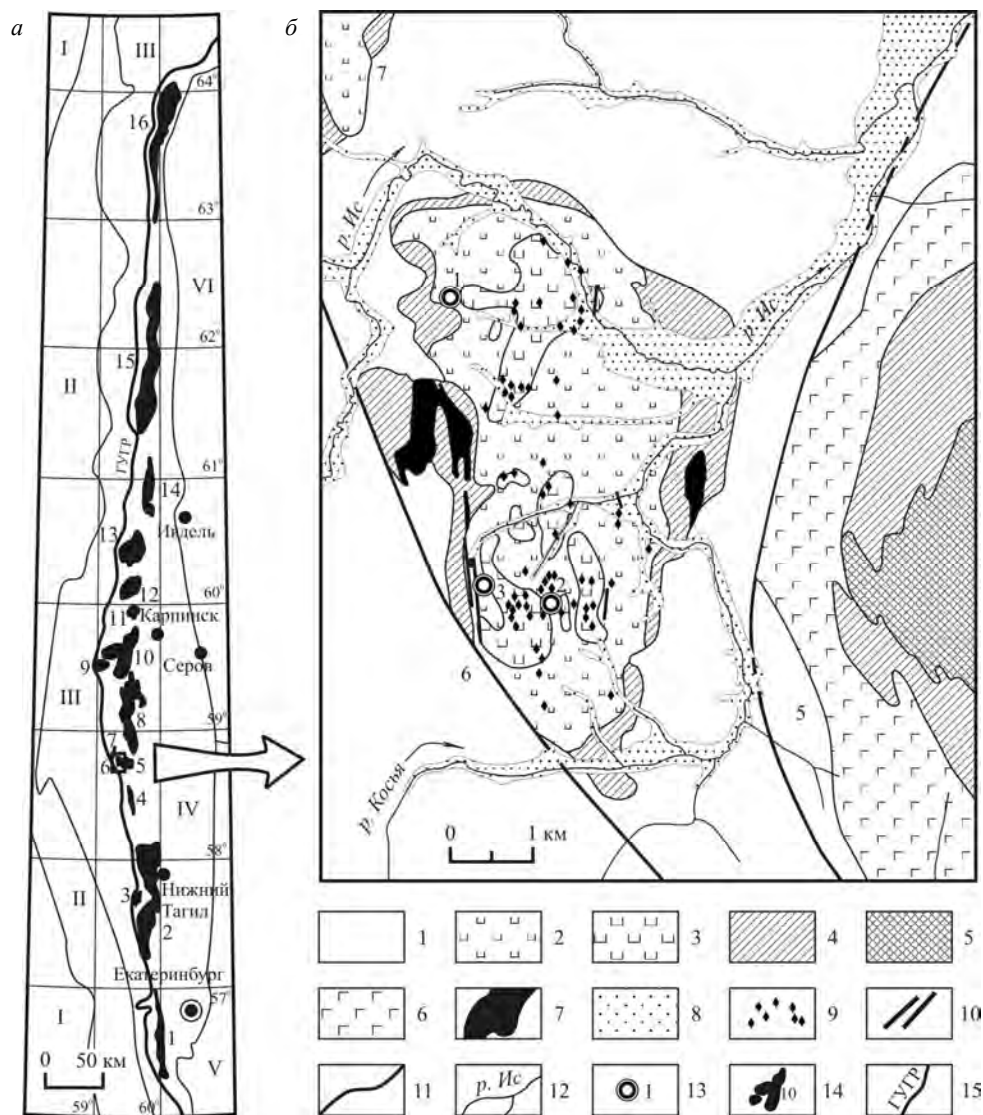 а
I
III
64°
16
63°
VI
62°
15
II
ГУГР
61°
14
Ивдель
13
12
60°
11
Карпинск
10
9
Серов
III
8
59°
7
6
5
4
IV
58°
II
3
Нижний
Тагил
2
Екатеринбург
57°
I
1
V
0 50 км
59°
60°
б
7
р. Ис
1
р. Ис
3
2
6
5
р. Косья
0 1 км
1
2
3
4
5
6
7
8
9
10
11
р. Ис
12
1
13
10
14
ГУГР
15